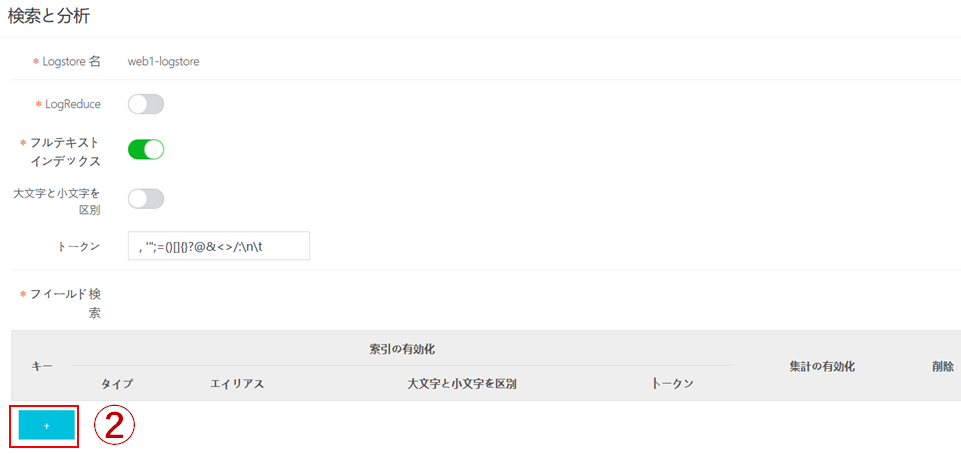 検索と分析
* Logstore 名 web1-logstore
* LogReduce
* フルテキスト
インデックス
大文字と小文字を
区別
トークン , '";=()[]{}?@&<>/:\n\t
* フィールド検
索
索引の有効化
キー 集計の有効化 削除
タイプ エイリアス 大文字と小文字を区別 トークン
+ ②